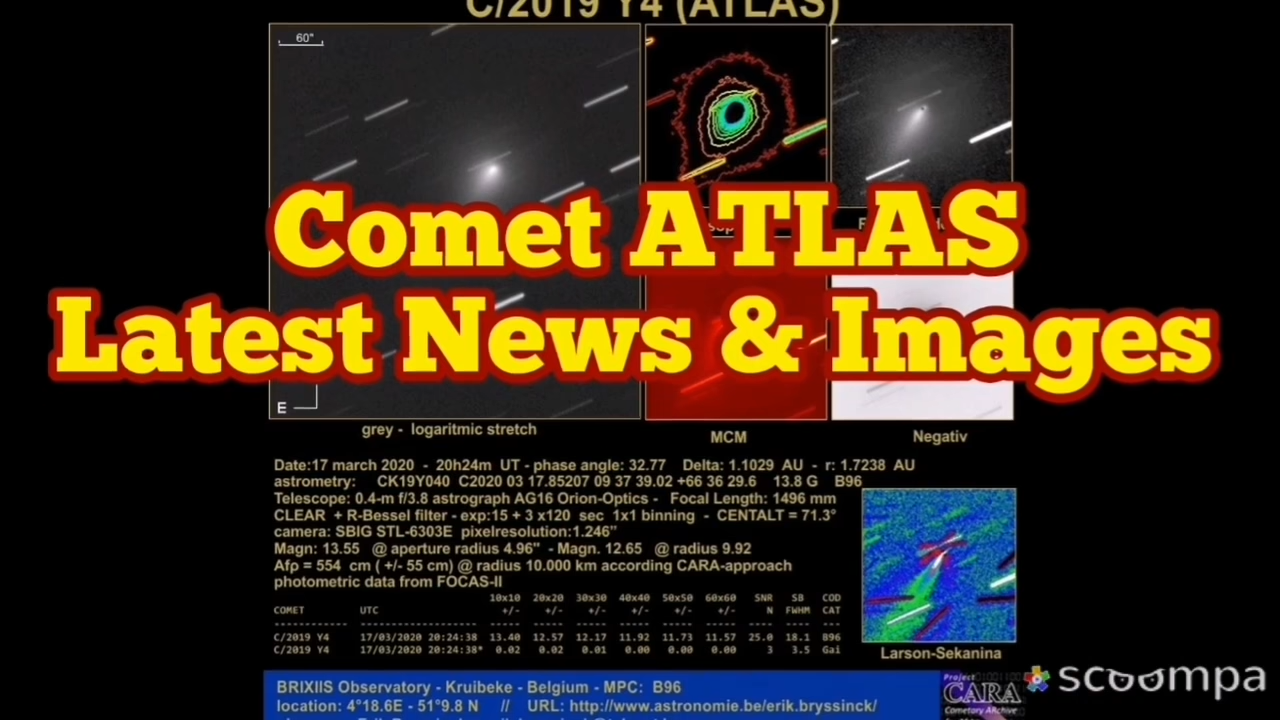 C/2019 Y4 (ATLAS)
60"
Comet ATLAS
Latest News & Images
E
grey - logaritmic stretch
MCM
Negativ
Date:17 march 2020 - 20h24m UT - phase angle: 32.77 Delta: 1.1029 AU - r: 1.7238 AU
astrometry: CK19Y040 C2020 03 17.85207 09 37 39.02 +66 36 29.6 13.8 G B96
Telescope: 0.4-m f/3.8 astrograph AG16 Orion-Optics - Focal Length: 1496 mm
CLEAR + R-Bessel filter - exp:15 + 3 x120 sec 1x1 binning - CENTALT = 71.3°
camera: SBIG STL-6303E pixelresolution:1.246"
Magn: 13.55 @ aperture radius 4.96" - Magn. 12.65 @ radius 9.92
Afρ = 554 cm ( +/- 55 cm) @ radius 10.000 km according CARA-approach
photometric data from FOCAS-II
10x10 20x20 30x30 40x40 50x50 60x60 SNR SB COD
COMET UTC +/- +/- +/- +/- +/- +/- N FWHM CAT
------------ ------------------- ----- ----- ----- ----- ----- ----- ---- ---- ---
C/2019 Y4 17/03/2020 20:24:38 13.40 12.57 12.17 11.92 11.73 11.57 25.0 18.1 B96
C/2019 Y4 17/03/2020 20:24:38* 0.02 0.02 0.01 0.00 0.00 0.00 3 3.5 Gai
Larson-Sekanina
BRIXIIS Observatory - Kruibeke - Belgium - MPC: B96
location: 4°18.6E - 51°9.8 N // URL: http://www.astronomie.be/erik.bryssinck/
Project
CARA
Cometary ARchive
scoompa